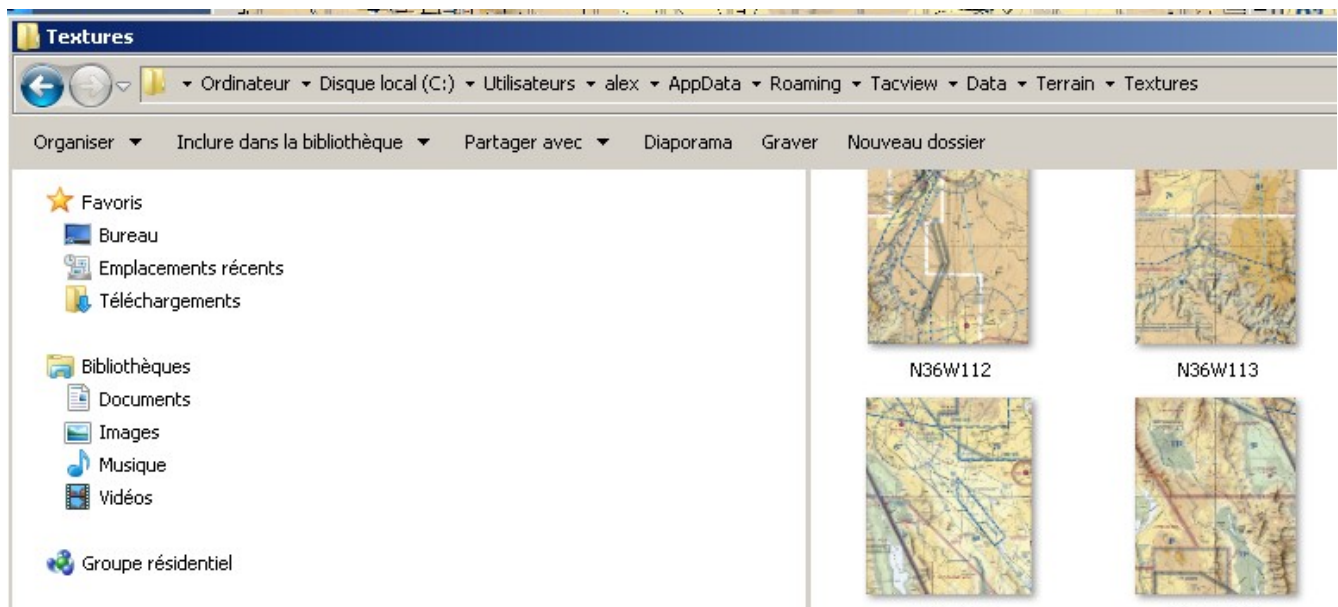 Textures
Ordinateur Disque local (C:) Utilisateurs alex AppData Roaming Tacview Data Terrain Textures
Organiser Inclure dans la bibliothèque Partager avec Diaporama Graver Nouveau dossier
Favoris
Bureau
Emplacements récents
Téléchargements
Bibliothèques
Documents
Images
Musique
Vidéos
Groupe résidentiel
N36W112 N36W113